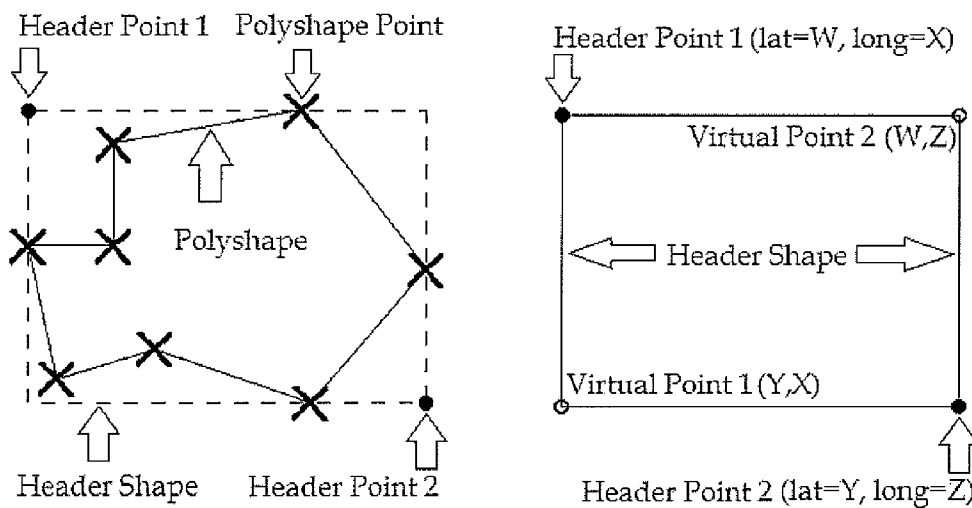 Header Point 1
Polyshape Point
Polyshape
Header Shape
Header Point 2
Header Point 1 (lat=W, long=X)
Virtual Point 2 (W,Z)
Header Shape
Virtual Point 1 (Y,X)
Header Point 2 (lat=Y, long=Z)